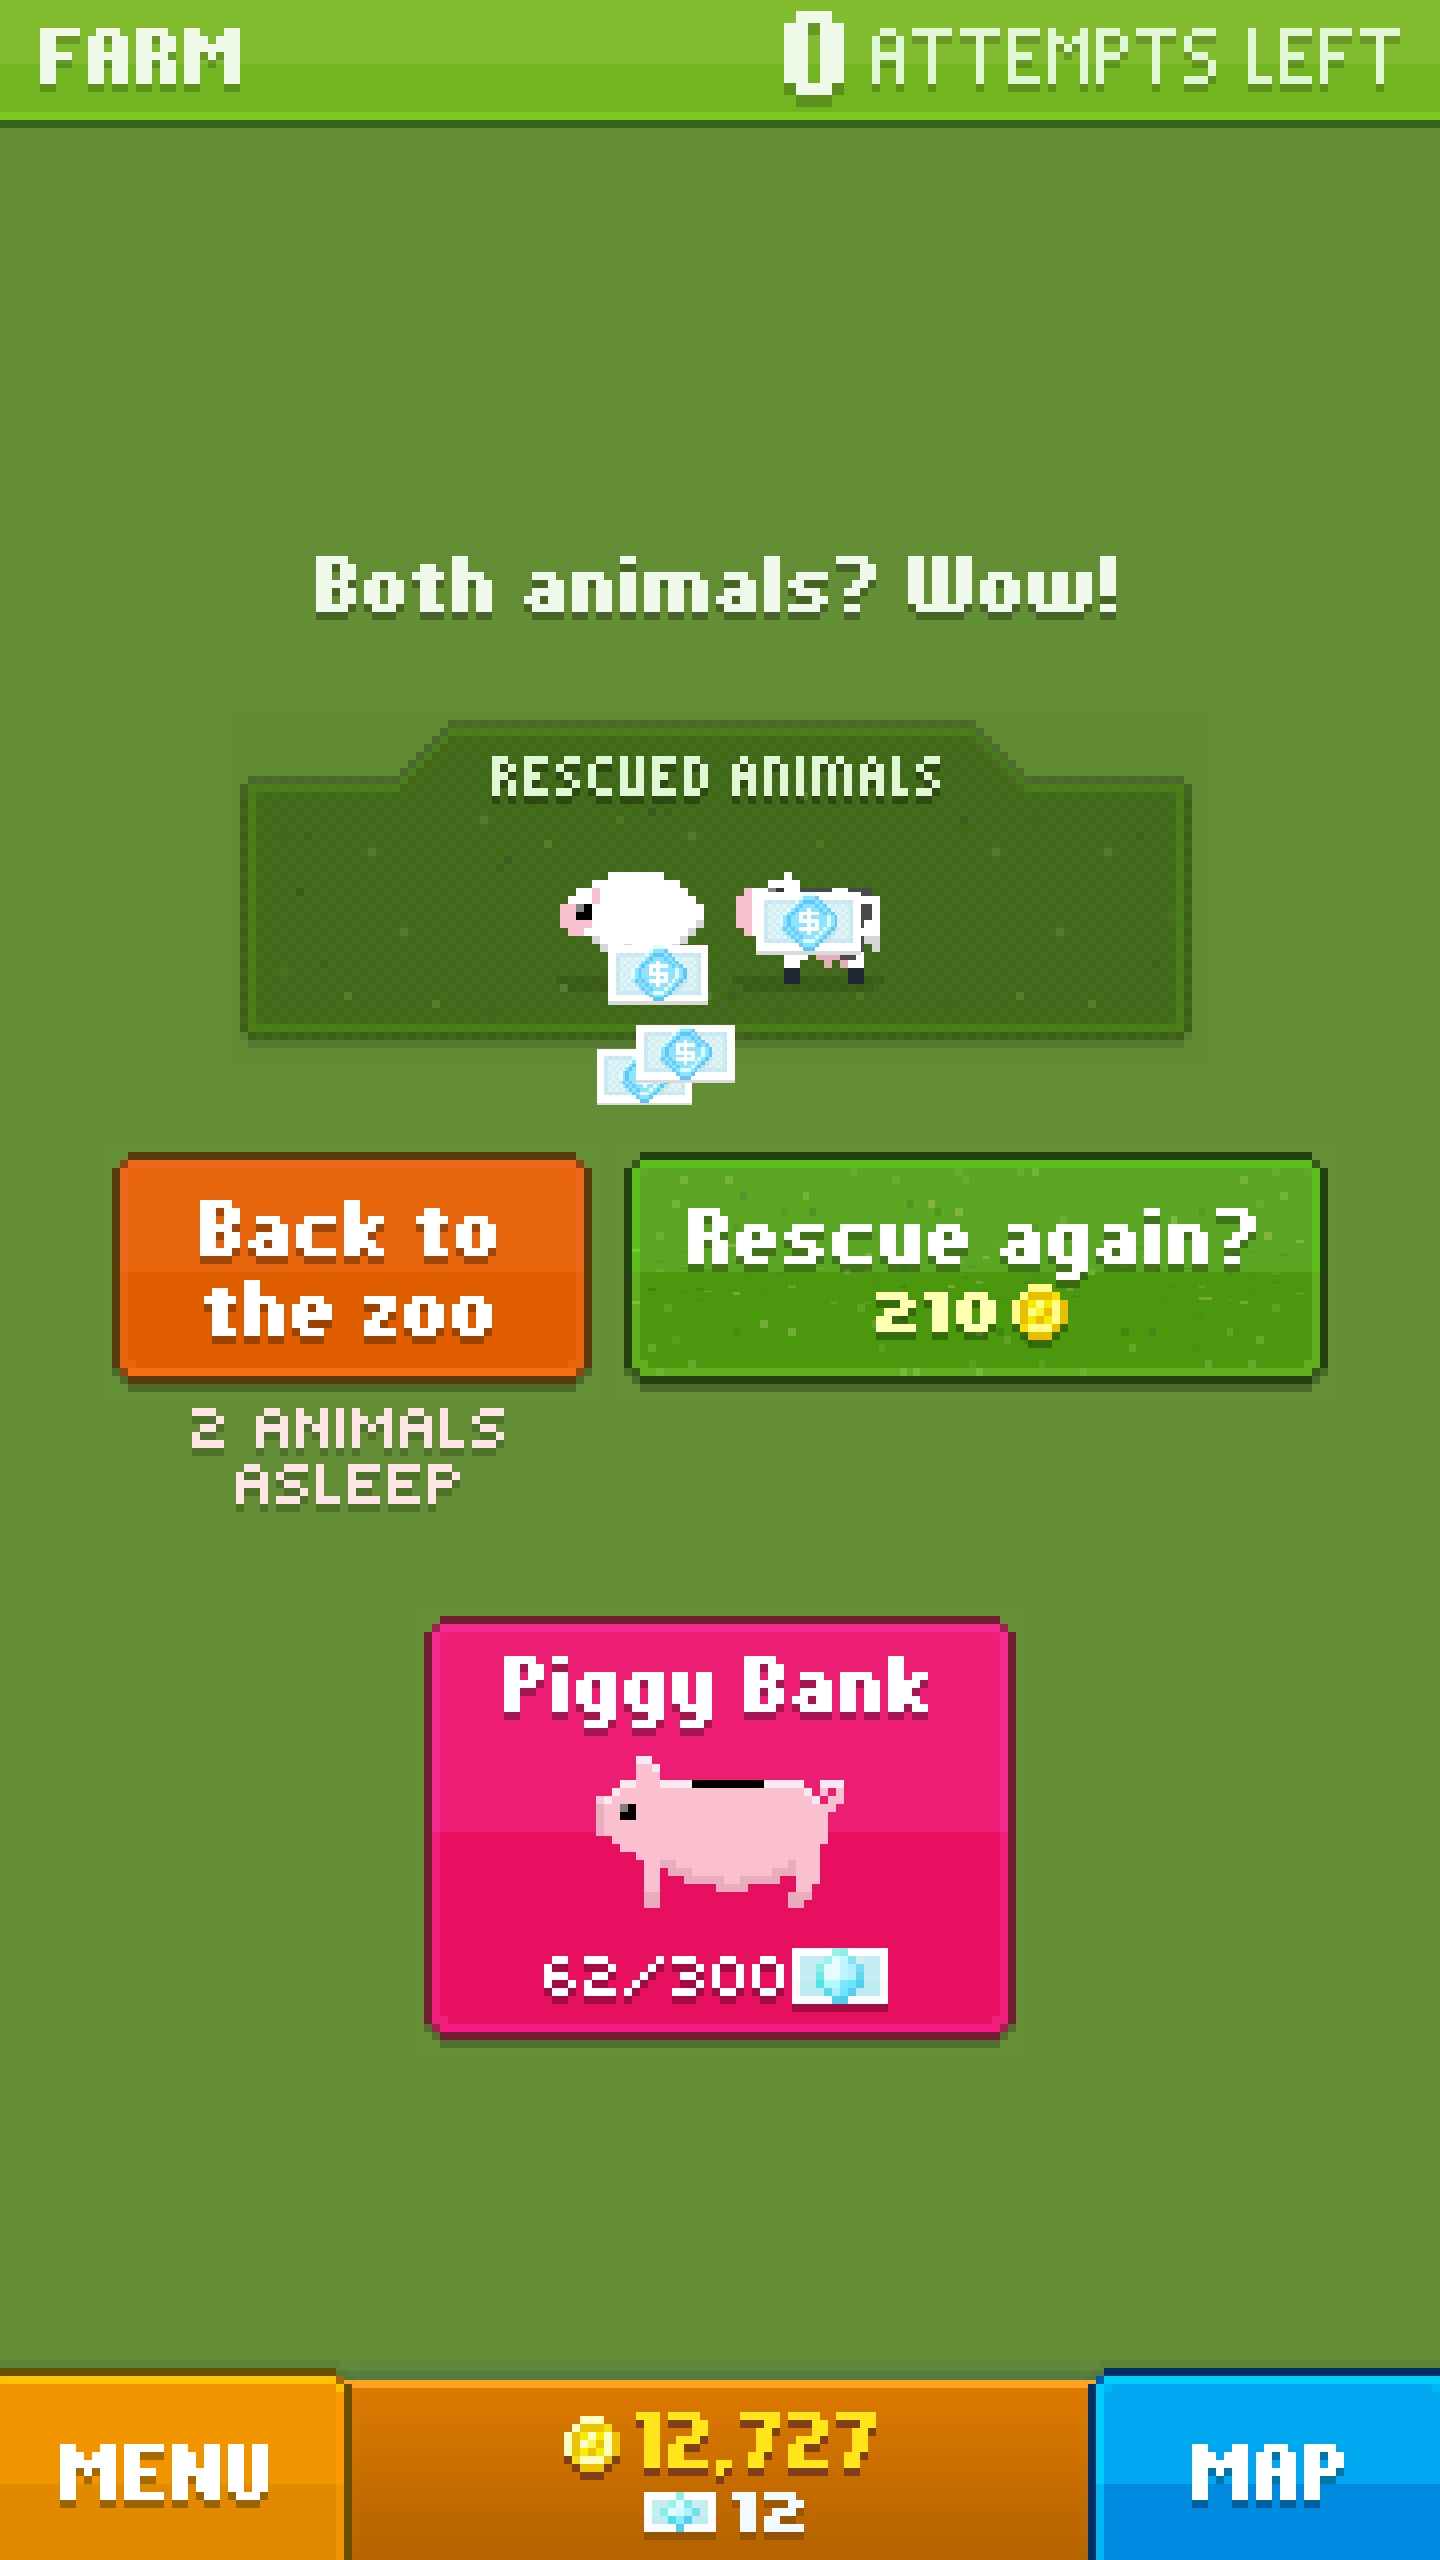 FARM
0 ATTEMPTS LEFT
Both animals? Wow!
RESCUED ANIMALS
$
$
$
Back to
the zoo
Rescue again?
210
2 ANIMALS
ASLEEP
Piggy Bank
62/300
MENU
12,727
12
MAP